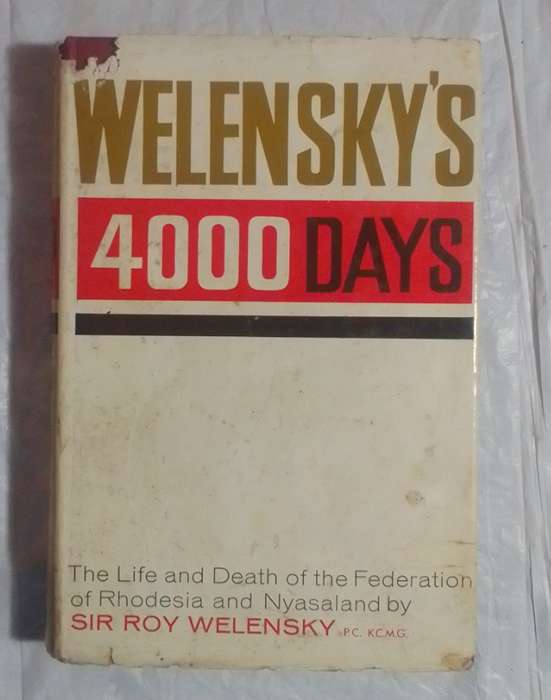 WELENSKY'S
4000 DAYS
The Life and Death of the Federation
of Rhodesia and Nyasaland by
SIR ROY WELENSKY P.C. K.C.M.G.